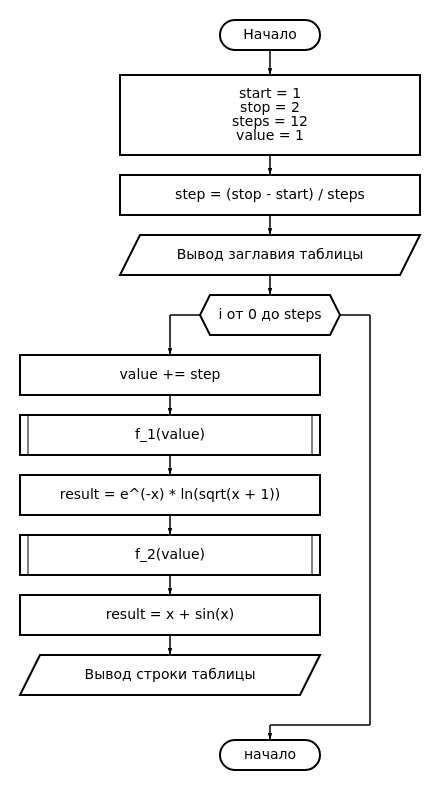 Начало
start = 1
stop = 2
steps = 12
value = 1
step = (stop - start) / steps
Вывод заглавия таблицы
i от 0 до steps
value += step
f_1(value)
result = e^(-x) * ln(sqrt(x + 1))
f_2(value)
result = x + sin(x)
Вывод строки таблицы
начало